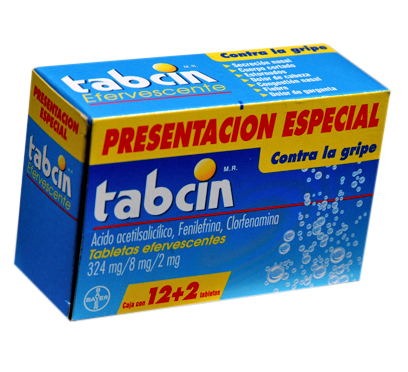 Contra la gripe
tabcin
M.R.
Efervescente
Secreción nasal
Cuerpo cortado
Estornudos
Dolor de cabeza
Congestión nasal
Fiebre
Dolor de garganta
PRESENTACION ESPECIAL
tabcin
Efervescente
PRESENTACION ESPECIAL
Contra la gripe
tabcin
M.R.
Acido acetilsalicílico, Fenilefrina, Clorfenamina
Tabletas efervescentes
324 mg/8 mg/2 mg
BAYER
Caja con 12+2 tabletas